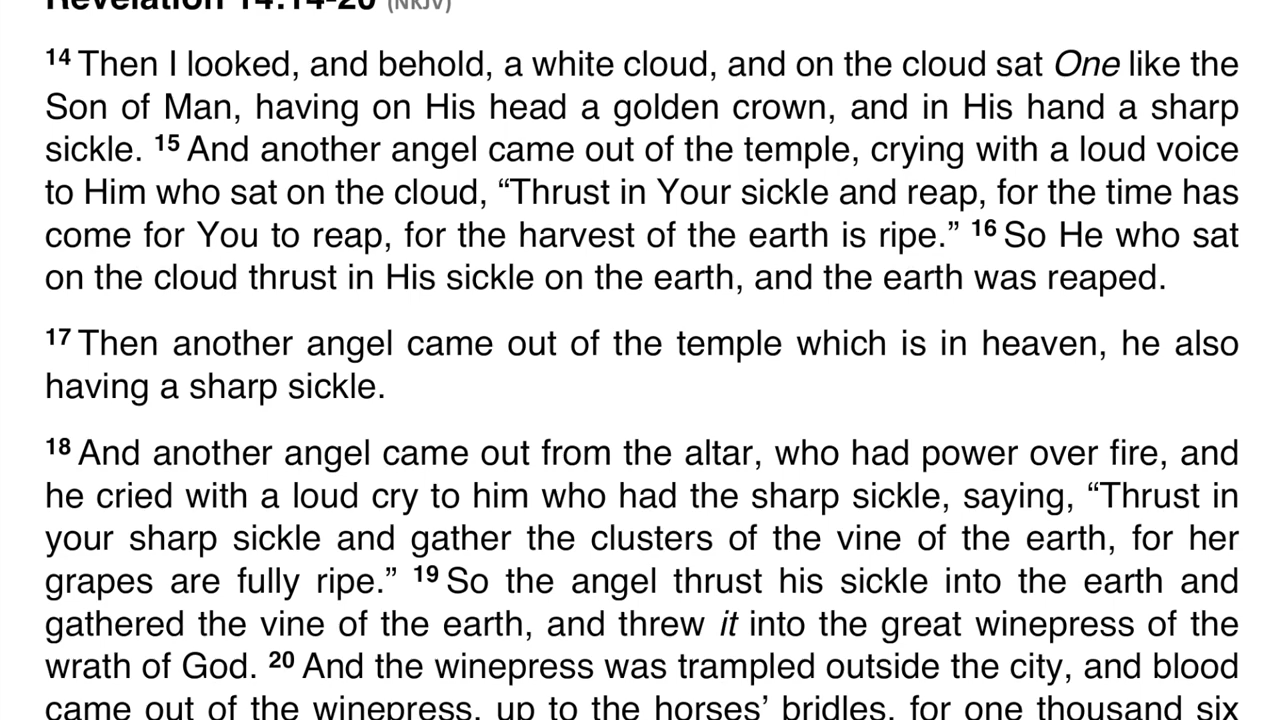 Revelation 14:14-20 (NKJV)
14 Then I looked, and behold, a white cloud, and on the cloud sat One like the
Son of Man, having on His head a golden crown, and in His hand a sharp
sickle. 15 And another angel came out of the temple, crying with a loud voice
to Him who sat on the cloud, “Thrust in Your sickle and reap, for the time has
come for You to reap, for the harvest of the earth is ripe.” 16 So He who sat
on the cloud thrust in His sickle on the earth, and the earth was reaped.
17 Then another angel came out of the temple which is in heaven, he also
having a sharp sickle.
18 And another angel came out from the altar, who had power over fire, and
he cried with a loud cry to him who had the sharp sickle, saying, “Thrust in
your sharp sickle and gather the clusters of the vine of the earth, for her
grapes are fully ripe.” 19 So the angel thrust his sickle into the earth and
gathered the vine of the earth, and threw it into the great winepress of the
wrath of God. 20 And the winepress was trampled outside the city, and blood
came out of the winepress, up to the horses’ bridles, for one thousand six